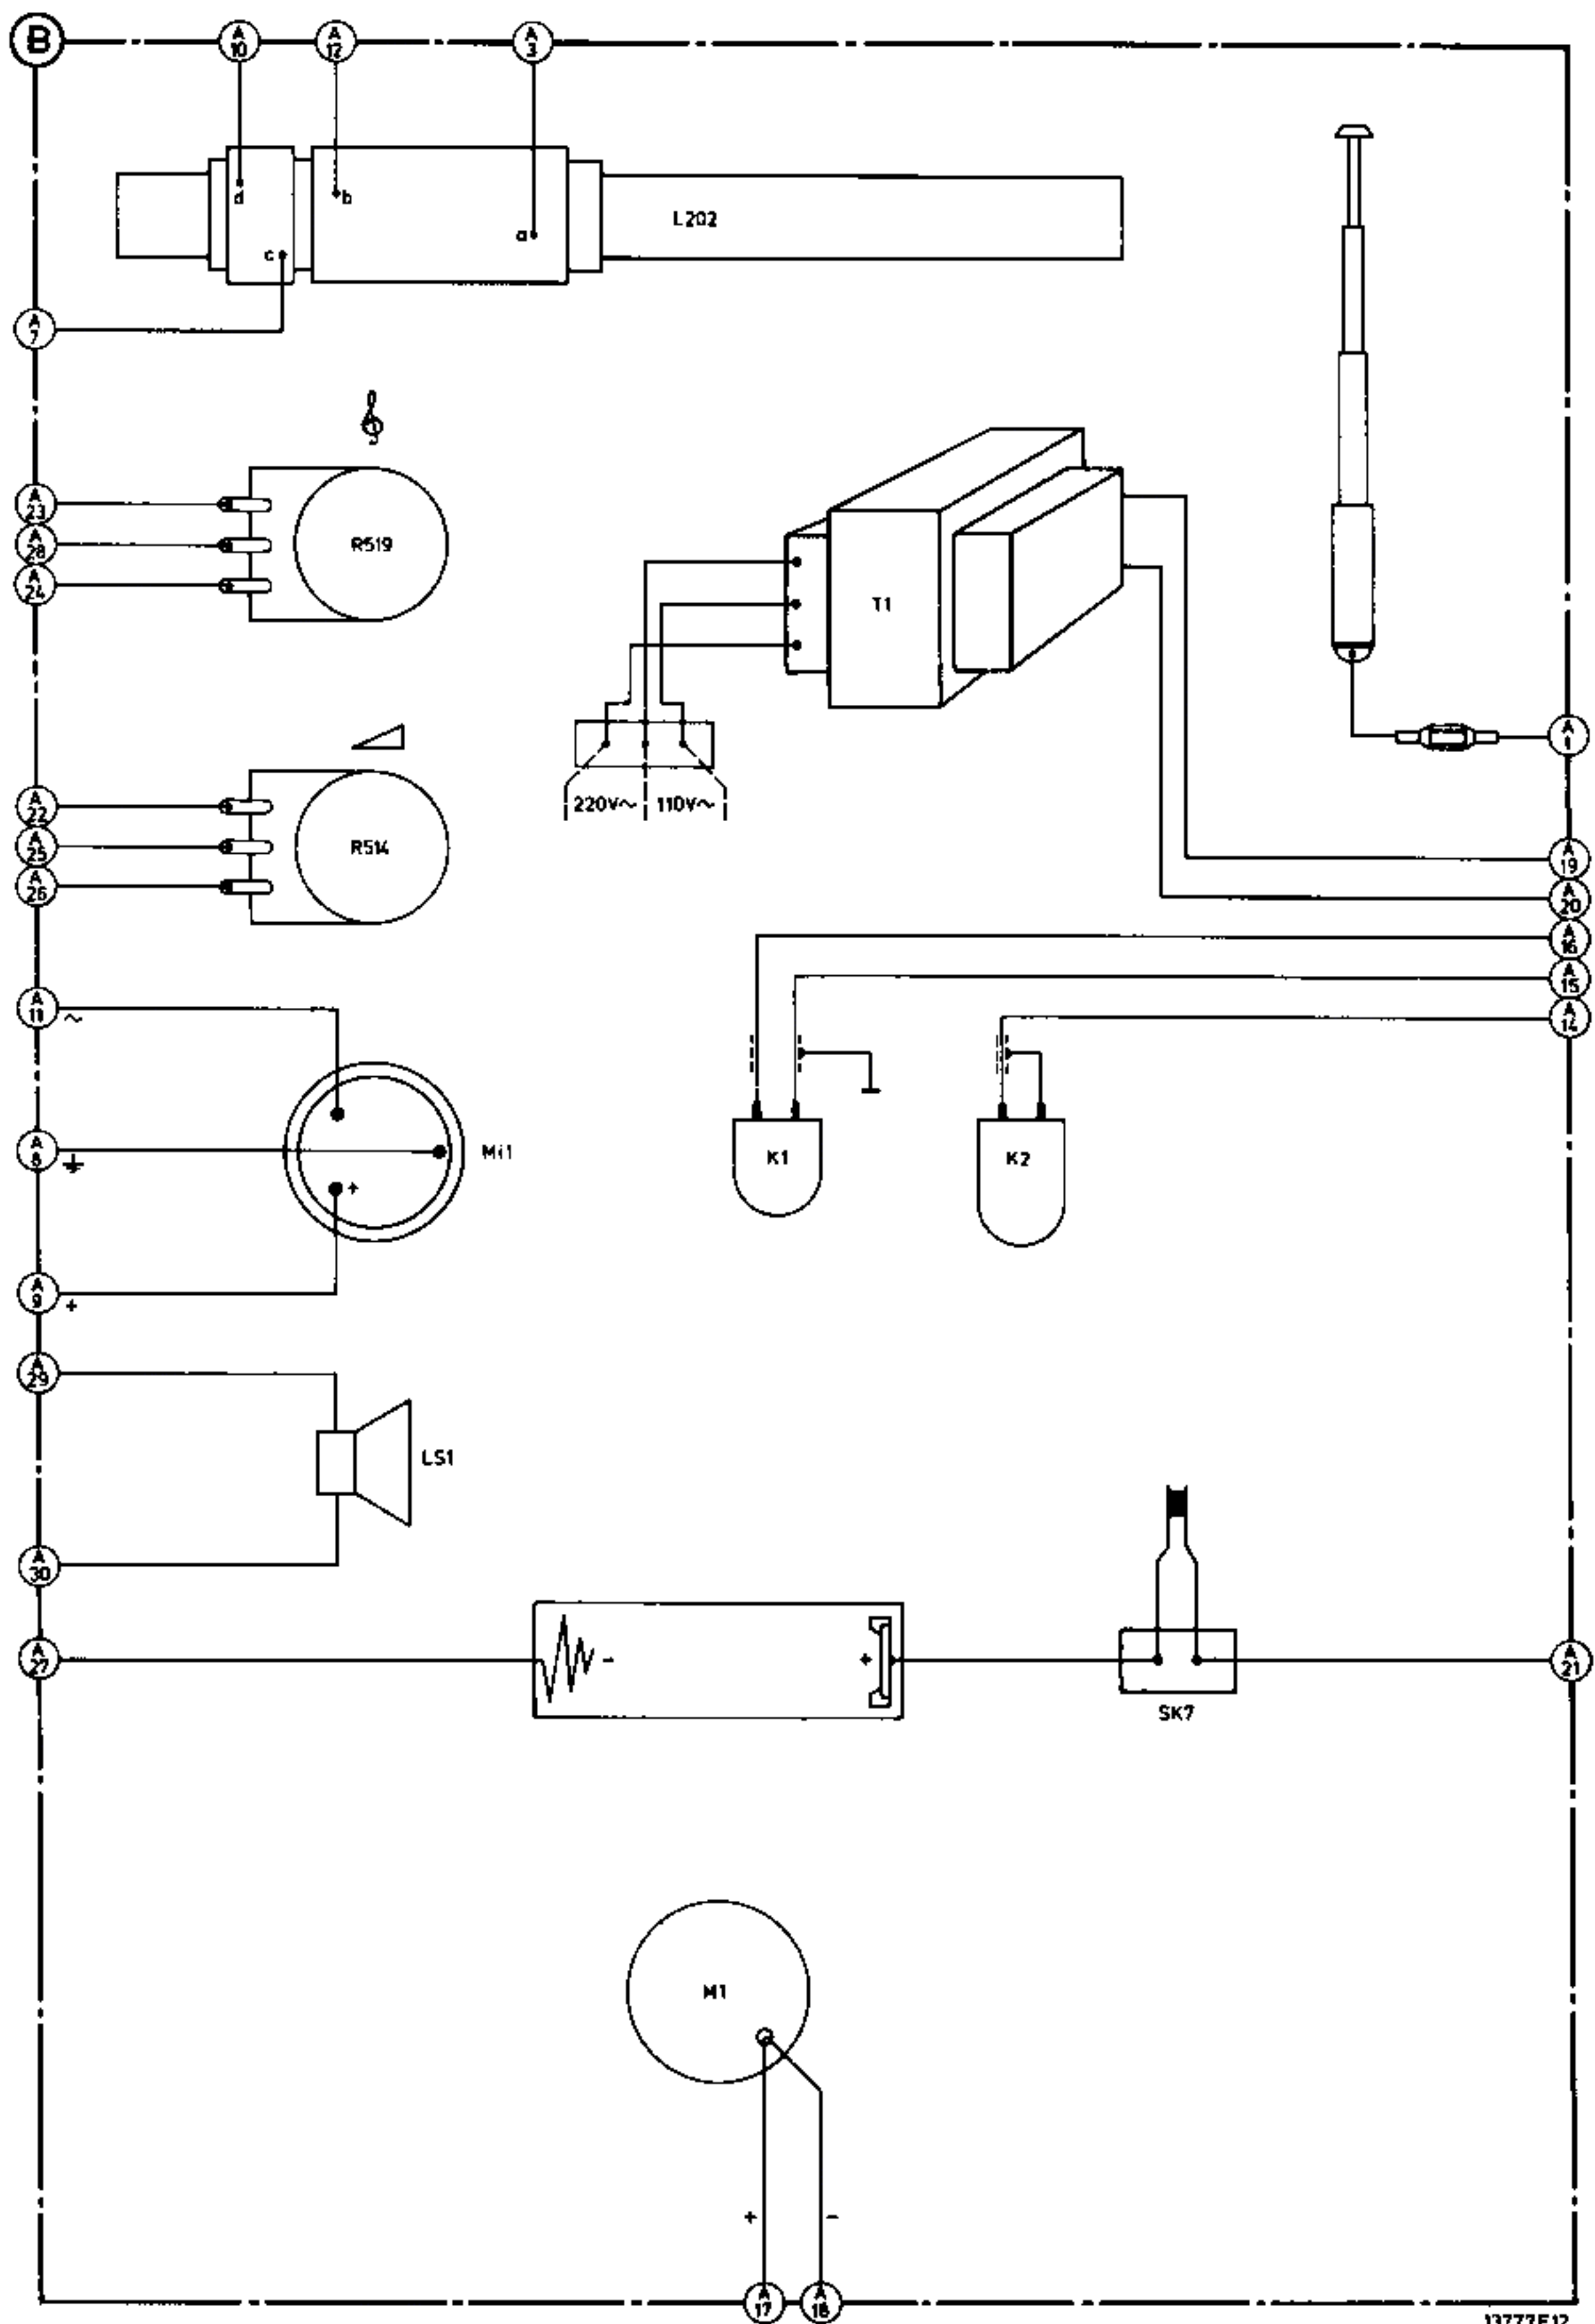 B
A 10
A 12
A 3
d
b
a
L202
c
A 7
A 23
A 28
A 24
R519
T1
A 1
220V~
110V~
A 22
A 25
A 26
R514
A 19
A 20
A 16
A 15
A 14
A 11
~
A 8
Mi1
K1
K2
+
A 9
+
A 29
LS1
A 30
A 27
-
+
A 21
SK7
M1
+
-
A 17
A 18
13777E12